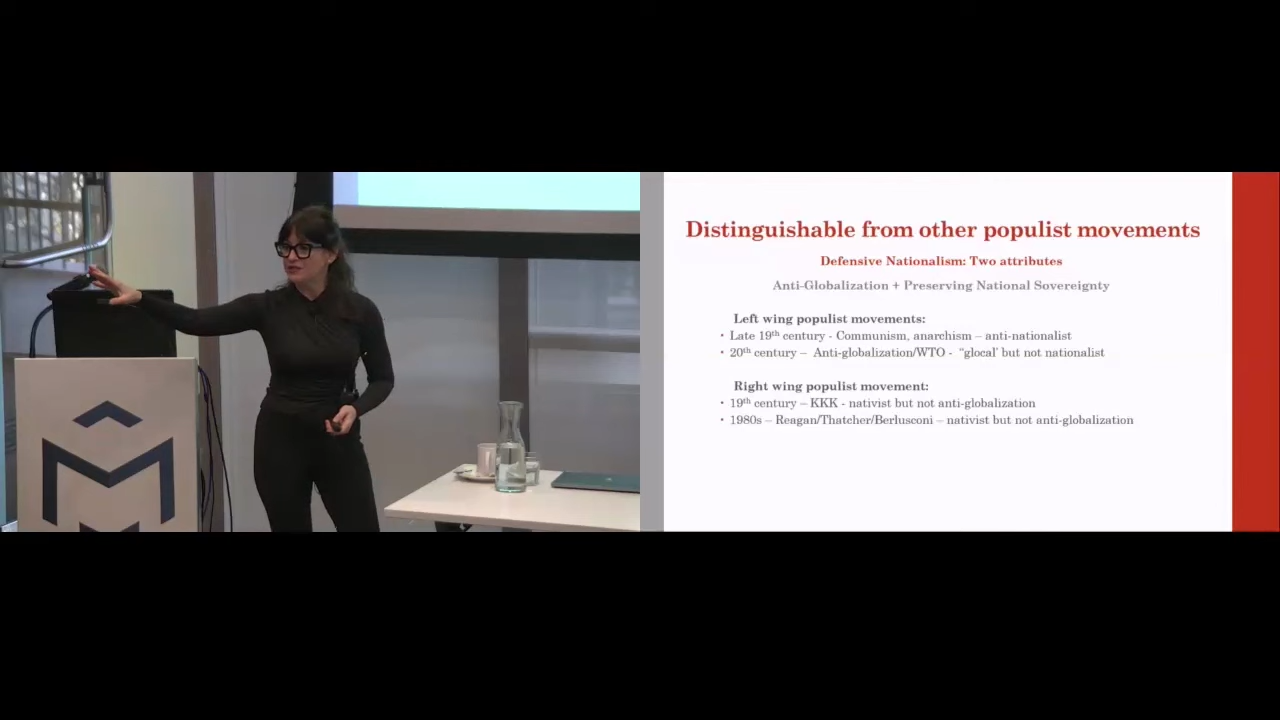 Distinguishable from other populist movements
Defensive Nationalism: Two attributes
Anti-Globalization + Preserving National Sovereignty
Left wing populist movements:
• Late 19th century - Communism, anarchism – anti-nationalist
• 20th century – Anti-globalization/WTO - “glocal’ but not nationalist
Right wing populist movement:
• 19th century – KKK - nativist but not anti-globalization
• 1980s – Reagan/Thatcher/Berlusconi – nativist but not anti-globalization